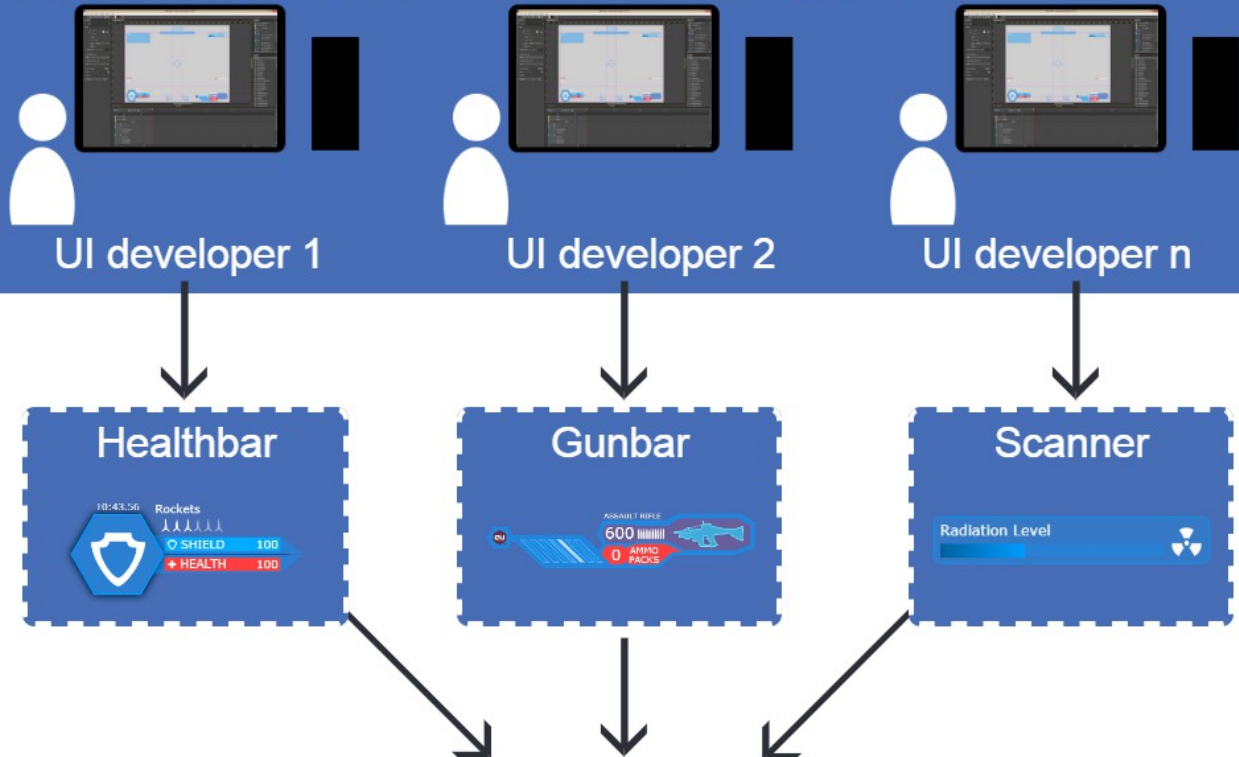 UI developer 1
UI developer 2
UI developer n
Healthbar
10:43.56 Rockets
SHIELD 100
HEALTH 100
Gunbar
ASSAULT RIFLE
600
0 AMMO
PACKS
Scanner
Radiation Level